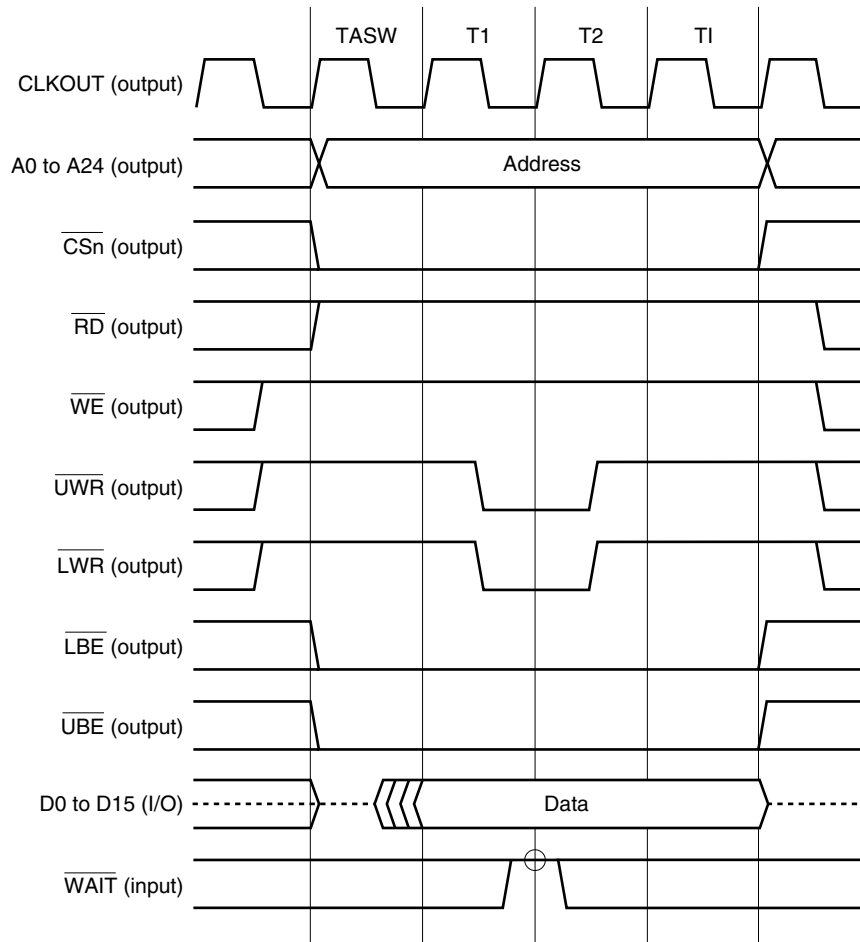 TASW T1 T2 TI
CLKOUT (output)
A0 to A24 (output) Address
CSn (output)
RD (output)
WE (output)
UWR (output)
LWR (output)
LBE (output)
UBE (output)
D0 to D15 (I/O) Data
WAIT (input)